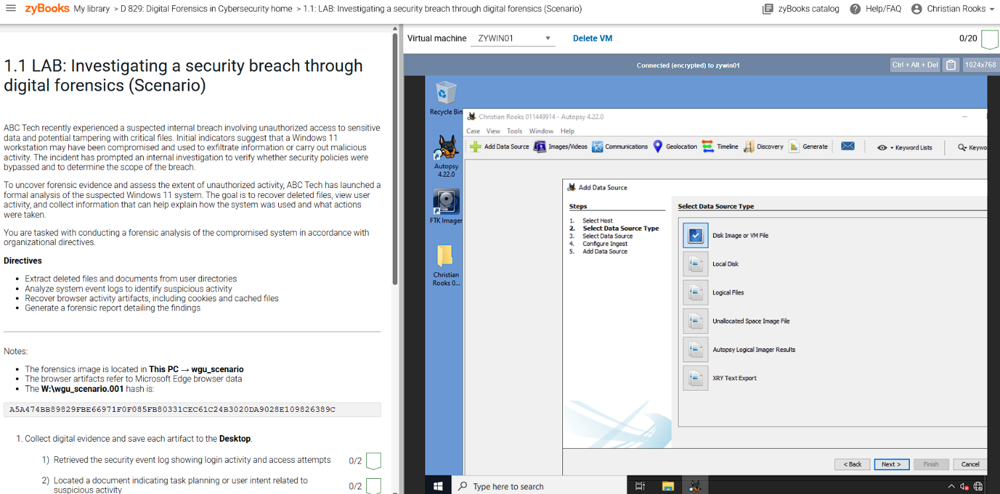 zyBooks My library > D 829: Digital Forensics in Cybersecurity home > 1.1: LAB: Investigating a security breach through digital forensics (Scenario)
zyBooks catalog
Help/FAQ
Christian Rooks
1.1 LAB: Investigating a security breach through
digital forensics (Scenario)
ABC Tech recently experienced a suspected internal breach involving unauthorized access to sensitive
data and potential tampering with critical files. Initial indicators suggest that a Windows 11
workstation may have been compromised and used to exfiltrate information or carry out malicious
activity. The incident has prompted an internal investigation to verify whether security policies were
bypassed and to determine the scope of the breach.
To uncover forensic evidence and assess the extent of unauthorized activity, ABC Tech has launched a
formal analysis of the suspected Windows 11 system. The goal is to recover deleted files, view user
activity, and collect information that can help explain how the system was used and what actions
were taken.
You are tasked with conducting a forensic analysis of the compromised system in accordance with
organizational directives.
Directives
• Extract deleted files and documents from user directories
• Analyze system event logs to identify suspicious activity
• Recover browser activity artifacts, including cookies and cached files
• Generate a forensic report detailing the findings
Notes:
• The forensics image is located in This PC → wgu_scenario
• The browser artifacts refer to Microsoft Edge browser data
• The W:\wgu_scenario.001 hash is:
A5A474BB89829FBE66971F0F085FB80331CEC61C24B3020DA9028E109826389C
1. Collect digital evidence and save each artifact to the Desktop.
1) Retrieved the security event log showing login activity and access attempts 0/2
2) Located a document indicating task planning or user intent related to
suspicious activity 0/2
Virtual machine ZYWIN01 Delete VM 0/20
Connected (encrypted) to zywin01
Ctrl + Alt + Del
1024x768
Recycle Bin
Autopsy
4.22.0
FTK Imager
Christian
Rooks 0...
Christian Rooks 011449914 - Autopsy 4.22.0
Case View Tools Window Help
Add Data Source Images/Videos Communications Geolocation Timeline Discovery Generate Keyword Lists Keywo
Add Data Source
Steps
1. Select Host
2. Select Data Source Type
3. Select Data Source
4. Configure Ingest
5. Add Data Source
Select Data Source Type
Disk Image or VM File
Local Disk
Logical Files
Unallocated Space Image File
Autopsy Logical Imager Results
XRY Text Export
< Back Next > Finish Cancel
Type here to search